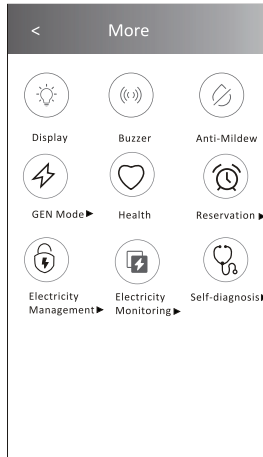 < More
Display Buzzer Anti-Mildew
GEN Mode▶ Health Reservation▶
Electricity Electricity Self-diagnosis▶
Management▶ Monitoring▶